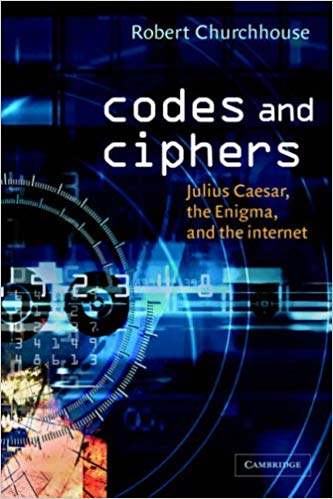 Robert Churchhouse
codes and
ciphers
Julius Caesar,
the Enigma,
and the internet
CAMBRIDGE